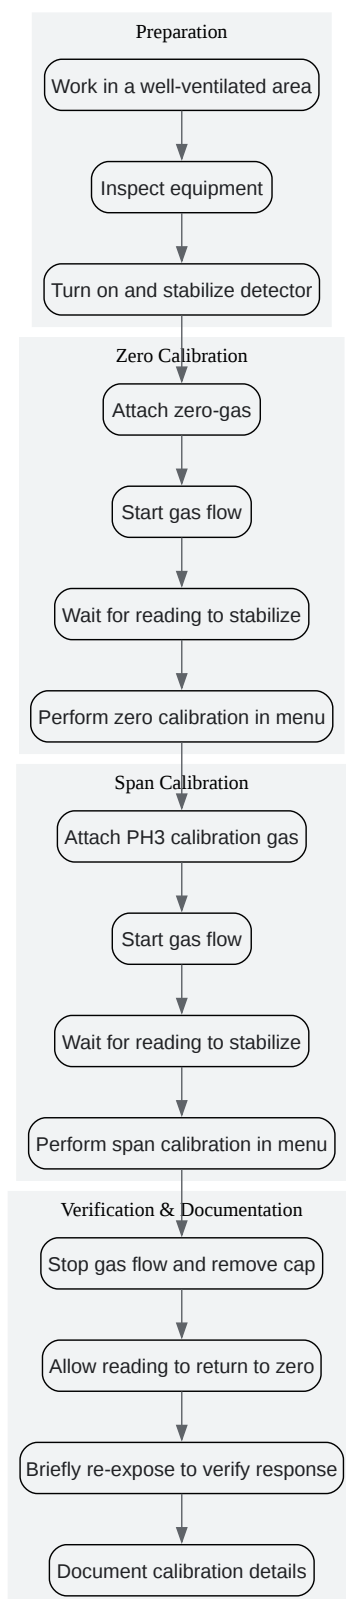 Preparation
Work in a well-ventilated area
Inspect equipment
Turn on and stabilize detector
Zero Calibration
Attach zero-gas
Start gas flow
Wait for reading to stabilize
Perform zero calibration in menu
Span Calibration
Attach PH3 calibration gas
Start gas flow
Wait for reading to stabilize
Perform span calibration in menu
Verification & Documentation
Stop gas flow and remove cap
Allow reading to return to zero
Briefly re-expose to verify response
Document calibration details